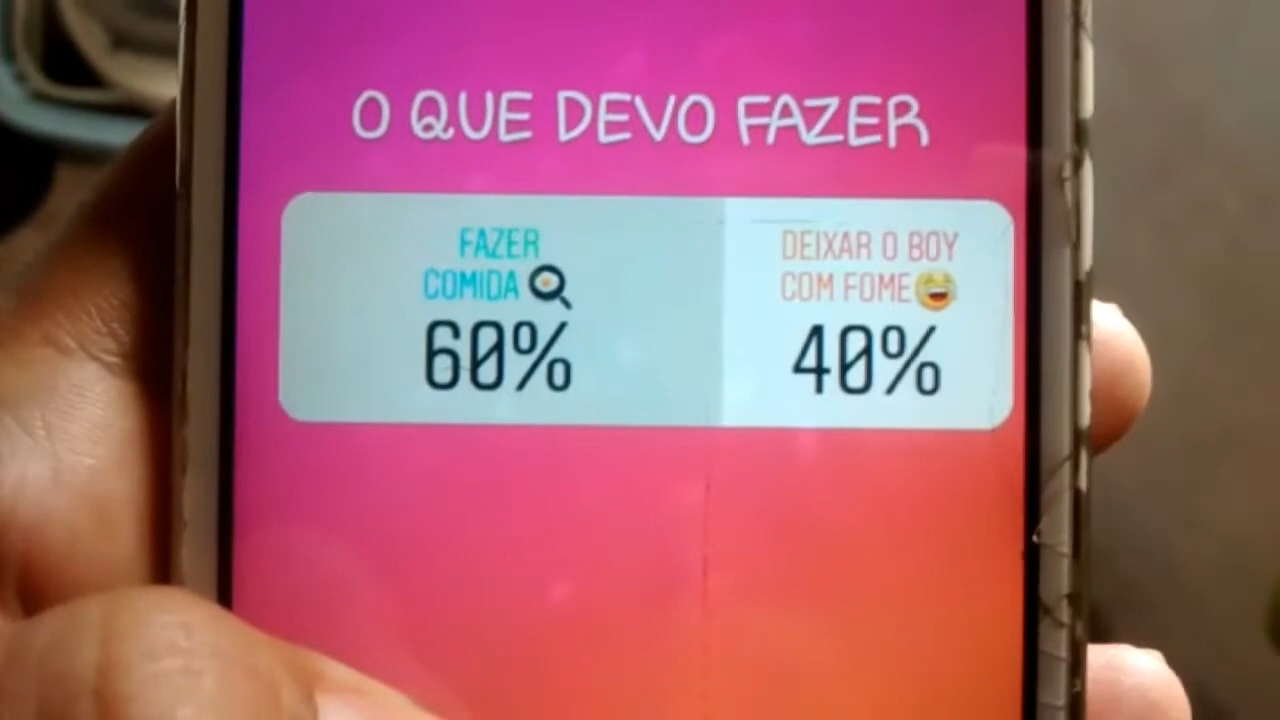 O QUE DEVO FAZER
FAZER
COMIDA 🍳
60%
DEIXAR O BOY
COM FOME😂
40%